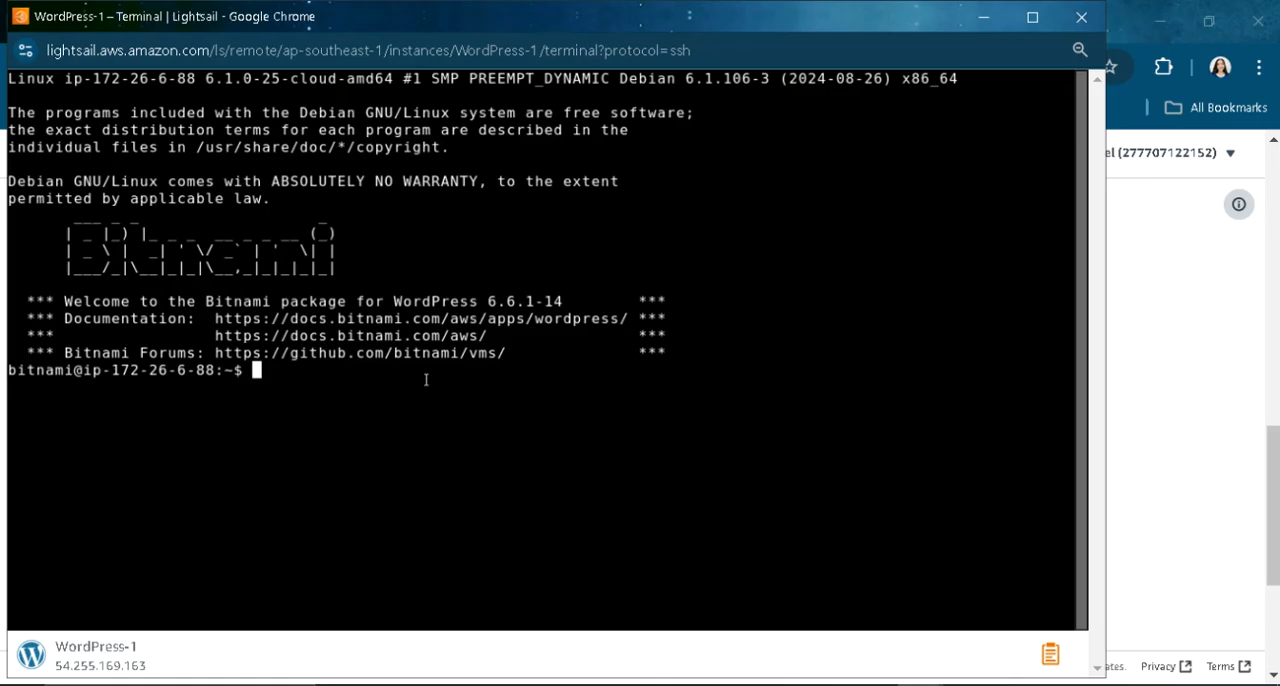 WordPress-1 – Terminal | Lightsail - Google Chrome
lightsail.aws.amazon.com/ls/remote/ap-southeast-1/instances/WordPress-1/terminal?protocol=ssh
All Bookmarks
(277707122152)
Linux ip-172-26-6-88 6.1.0-25-cloud-amd64 #1 SMP PREEMPT_DYNAMIC Debian 6.1.106-3 (2024-08-26) x86_64
The programs included with the Debian GNU/Linux system are free software;
the exact distribution terms for each program are described in the
individual files in /usr/share/doc/*/copyright.
Debian GNU/Linux comes with ABSOLUTELY NO WARRANTY, to the extent
permitted by applicable law.
Bitnami
*** Welcome to the Bitnami package for WordPress 6.6.1-14 ***
*** Documentation: https://docs.bitnami.com/aws/apps/wordpress/ ***
*** https://docs.bitnami.com/aws/ ***
*** Bitnami Forums: https://github.com/bitnami/vms/ ***
bitnami@ip-172-26-6-88:~$
WordPress-1
54.255.169.163
Privacy
Terms